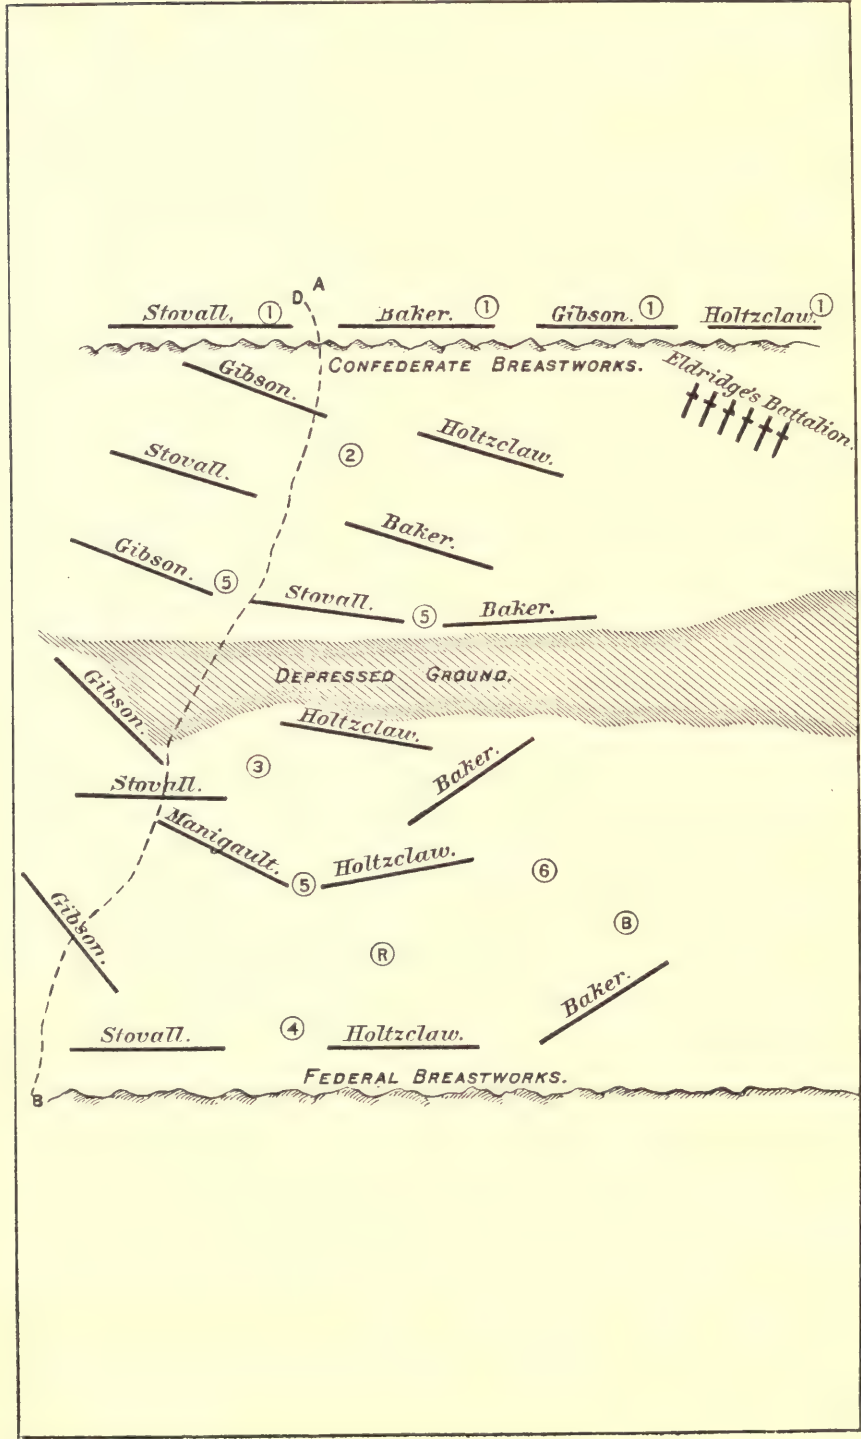 D A
Stovall. 1 Baker. 1 Gibson. 1 Holtzclaw. 1
CONFEDERATE BREASTWORKS.
Eldridge's Battalion.
Gibson.
Holtzclaw.
2
Stovall.
Baker.
Gibson. 5
Stovall. 5 Baker.
DEPRESSED GROUND.
Gibson.
Holtzclaw.
Baker.
3
Stovall.
Manigault. 5 Holtzclaw.
6
Gibson.
B
R
Baker.
Stovall. 4 Holtzclaw.
FEDERAL BREASTWORKS.
B